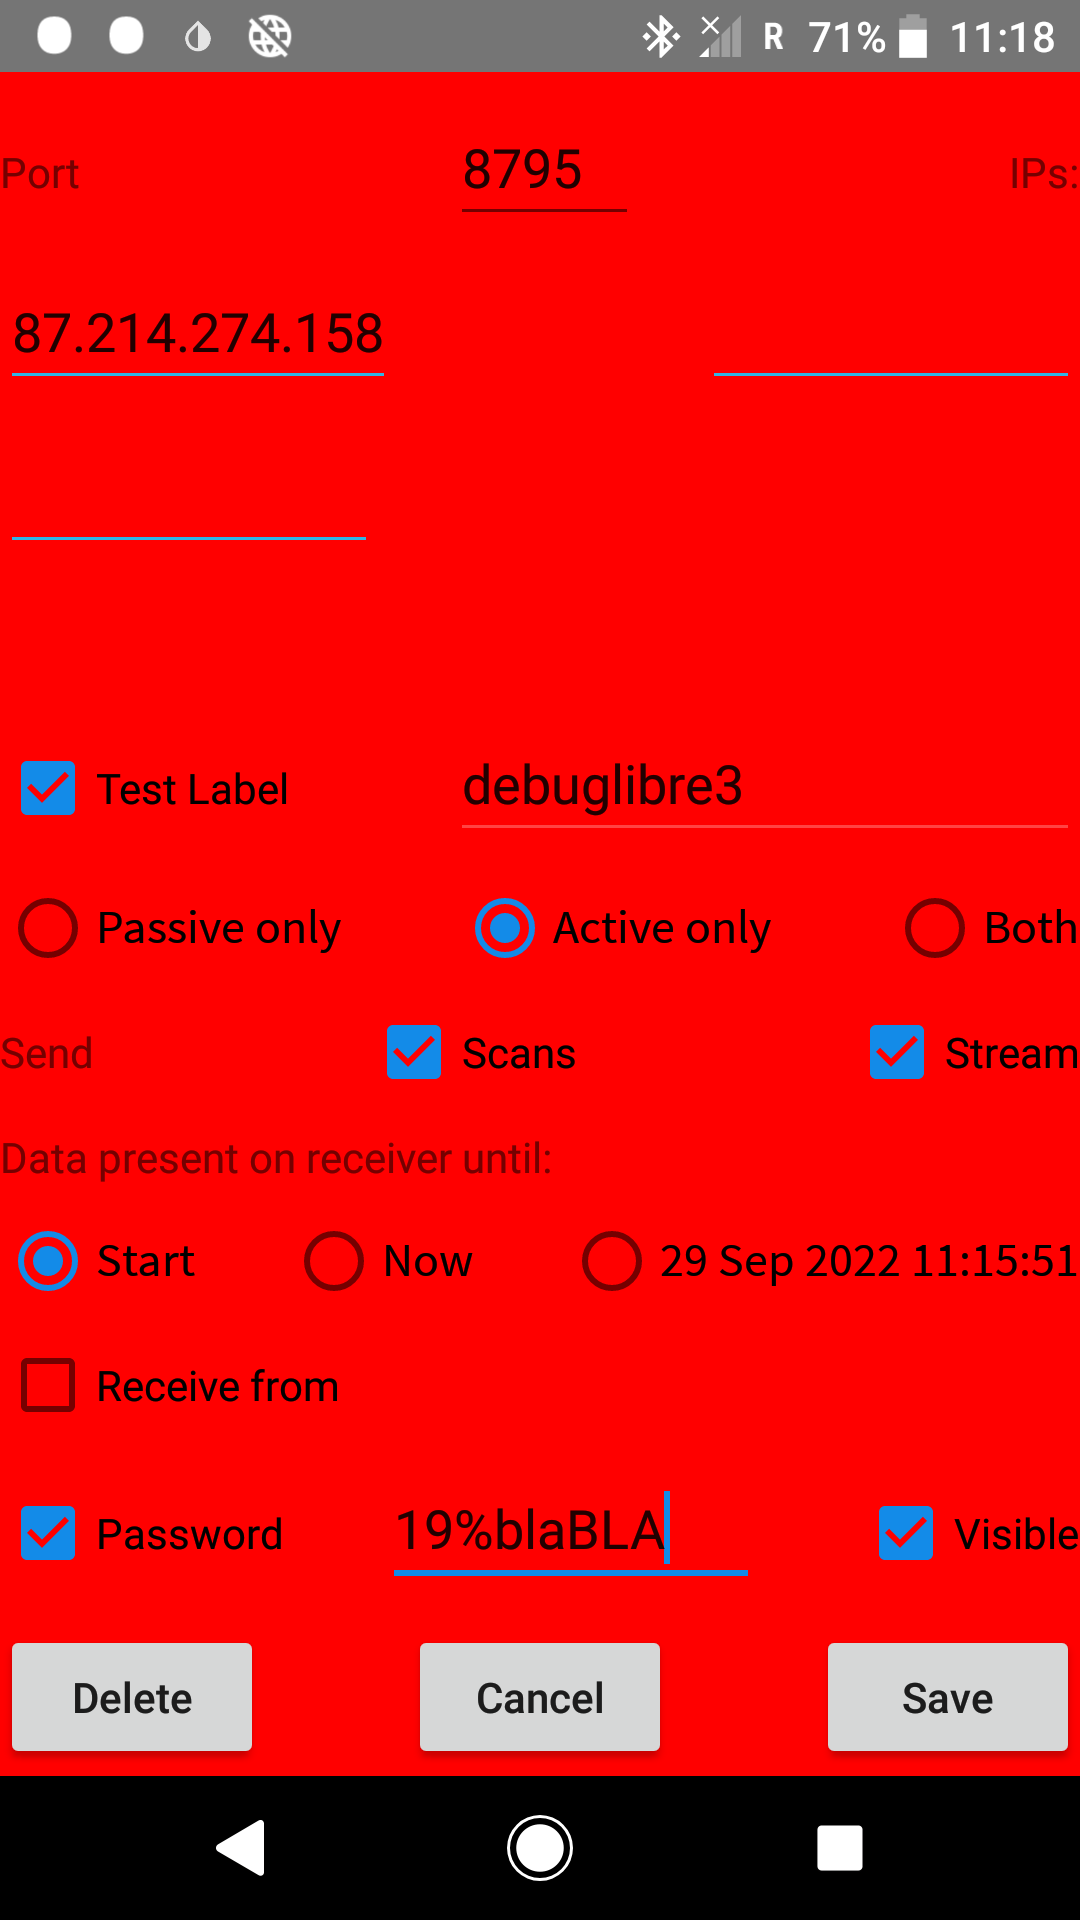 R 71% 11:18
Port 8795 IPs:
87.214.274.158
Test Label debuglibre3
Passive only Active only Both
Send Scans Stream
Data present on receiver until:
Start Now 29 Sep 2022 11:15:51
Receive from
Password 19%blaBLA Visible
Delete Cancel Save